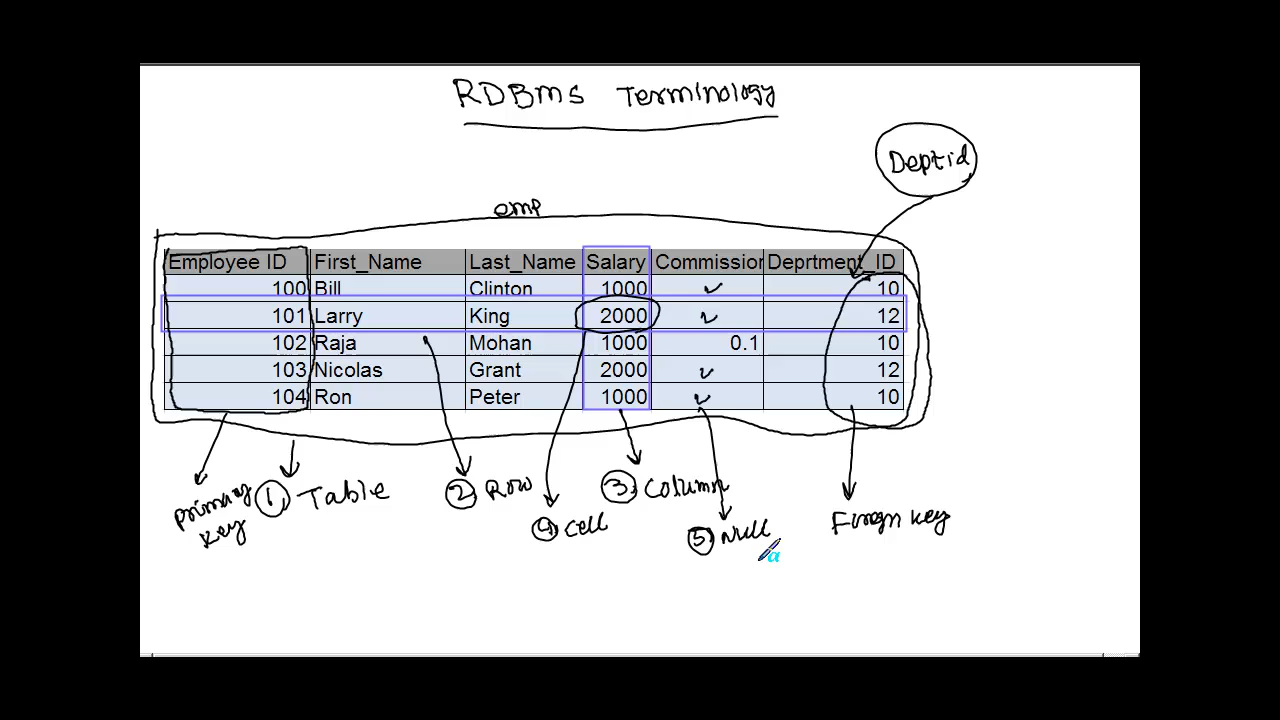 RDBMS Terminology
Deptid
emp
Employee ID First_Name Last_Name Salary Commission Deprtment_ID
100 Bill Clinton 1000 10
101 Larry King 2000 12
102 Raja Mohan 1000 0.1 10
103 Nicolas Grant 2000 12
104 Ron Peter 1000 10
primary key
1 Table
2 Row
3 Column
4 Cell
5 Null
Firegn key
a